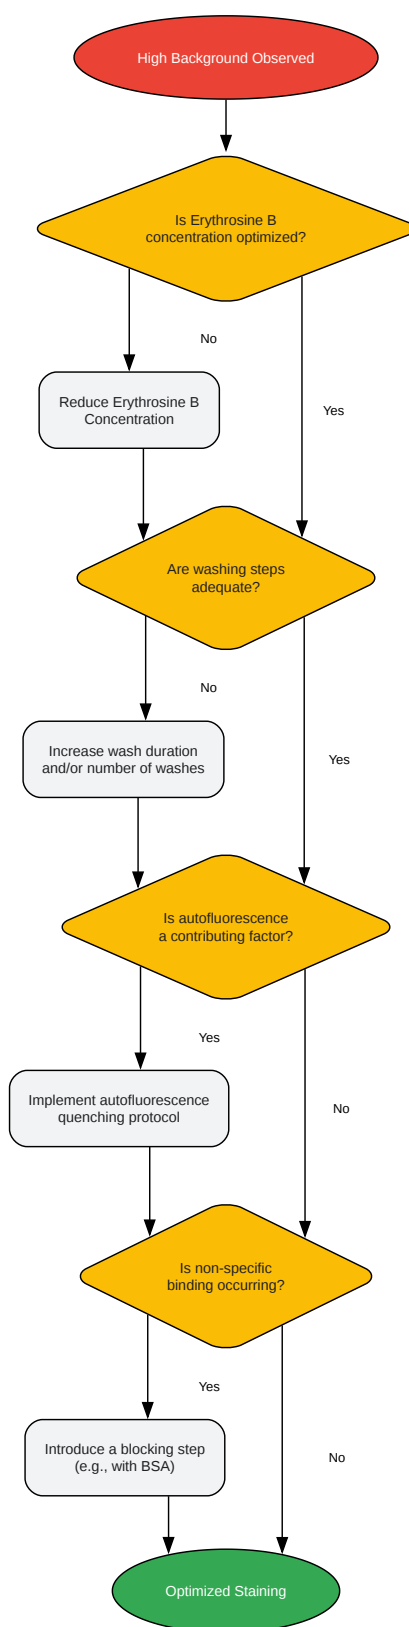 High Background Observed
Is Erythrosine B
concentration optimized?
No
Reduce Erythrosine B
Concentration
Yes
Are washing steps
adequate?
No
Increase wash duration
and/or number of washes
Yes
Is autofluorescence
a contributing factor?
Yes
Implement autofluorescence
quenching protocol
No
Is non-specific
binding occurring?
Yes
Introduce a blocking step
(e.g., with BSA)
No
Optimized Staining